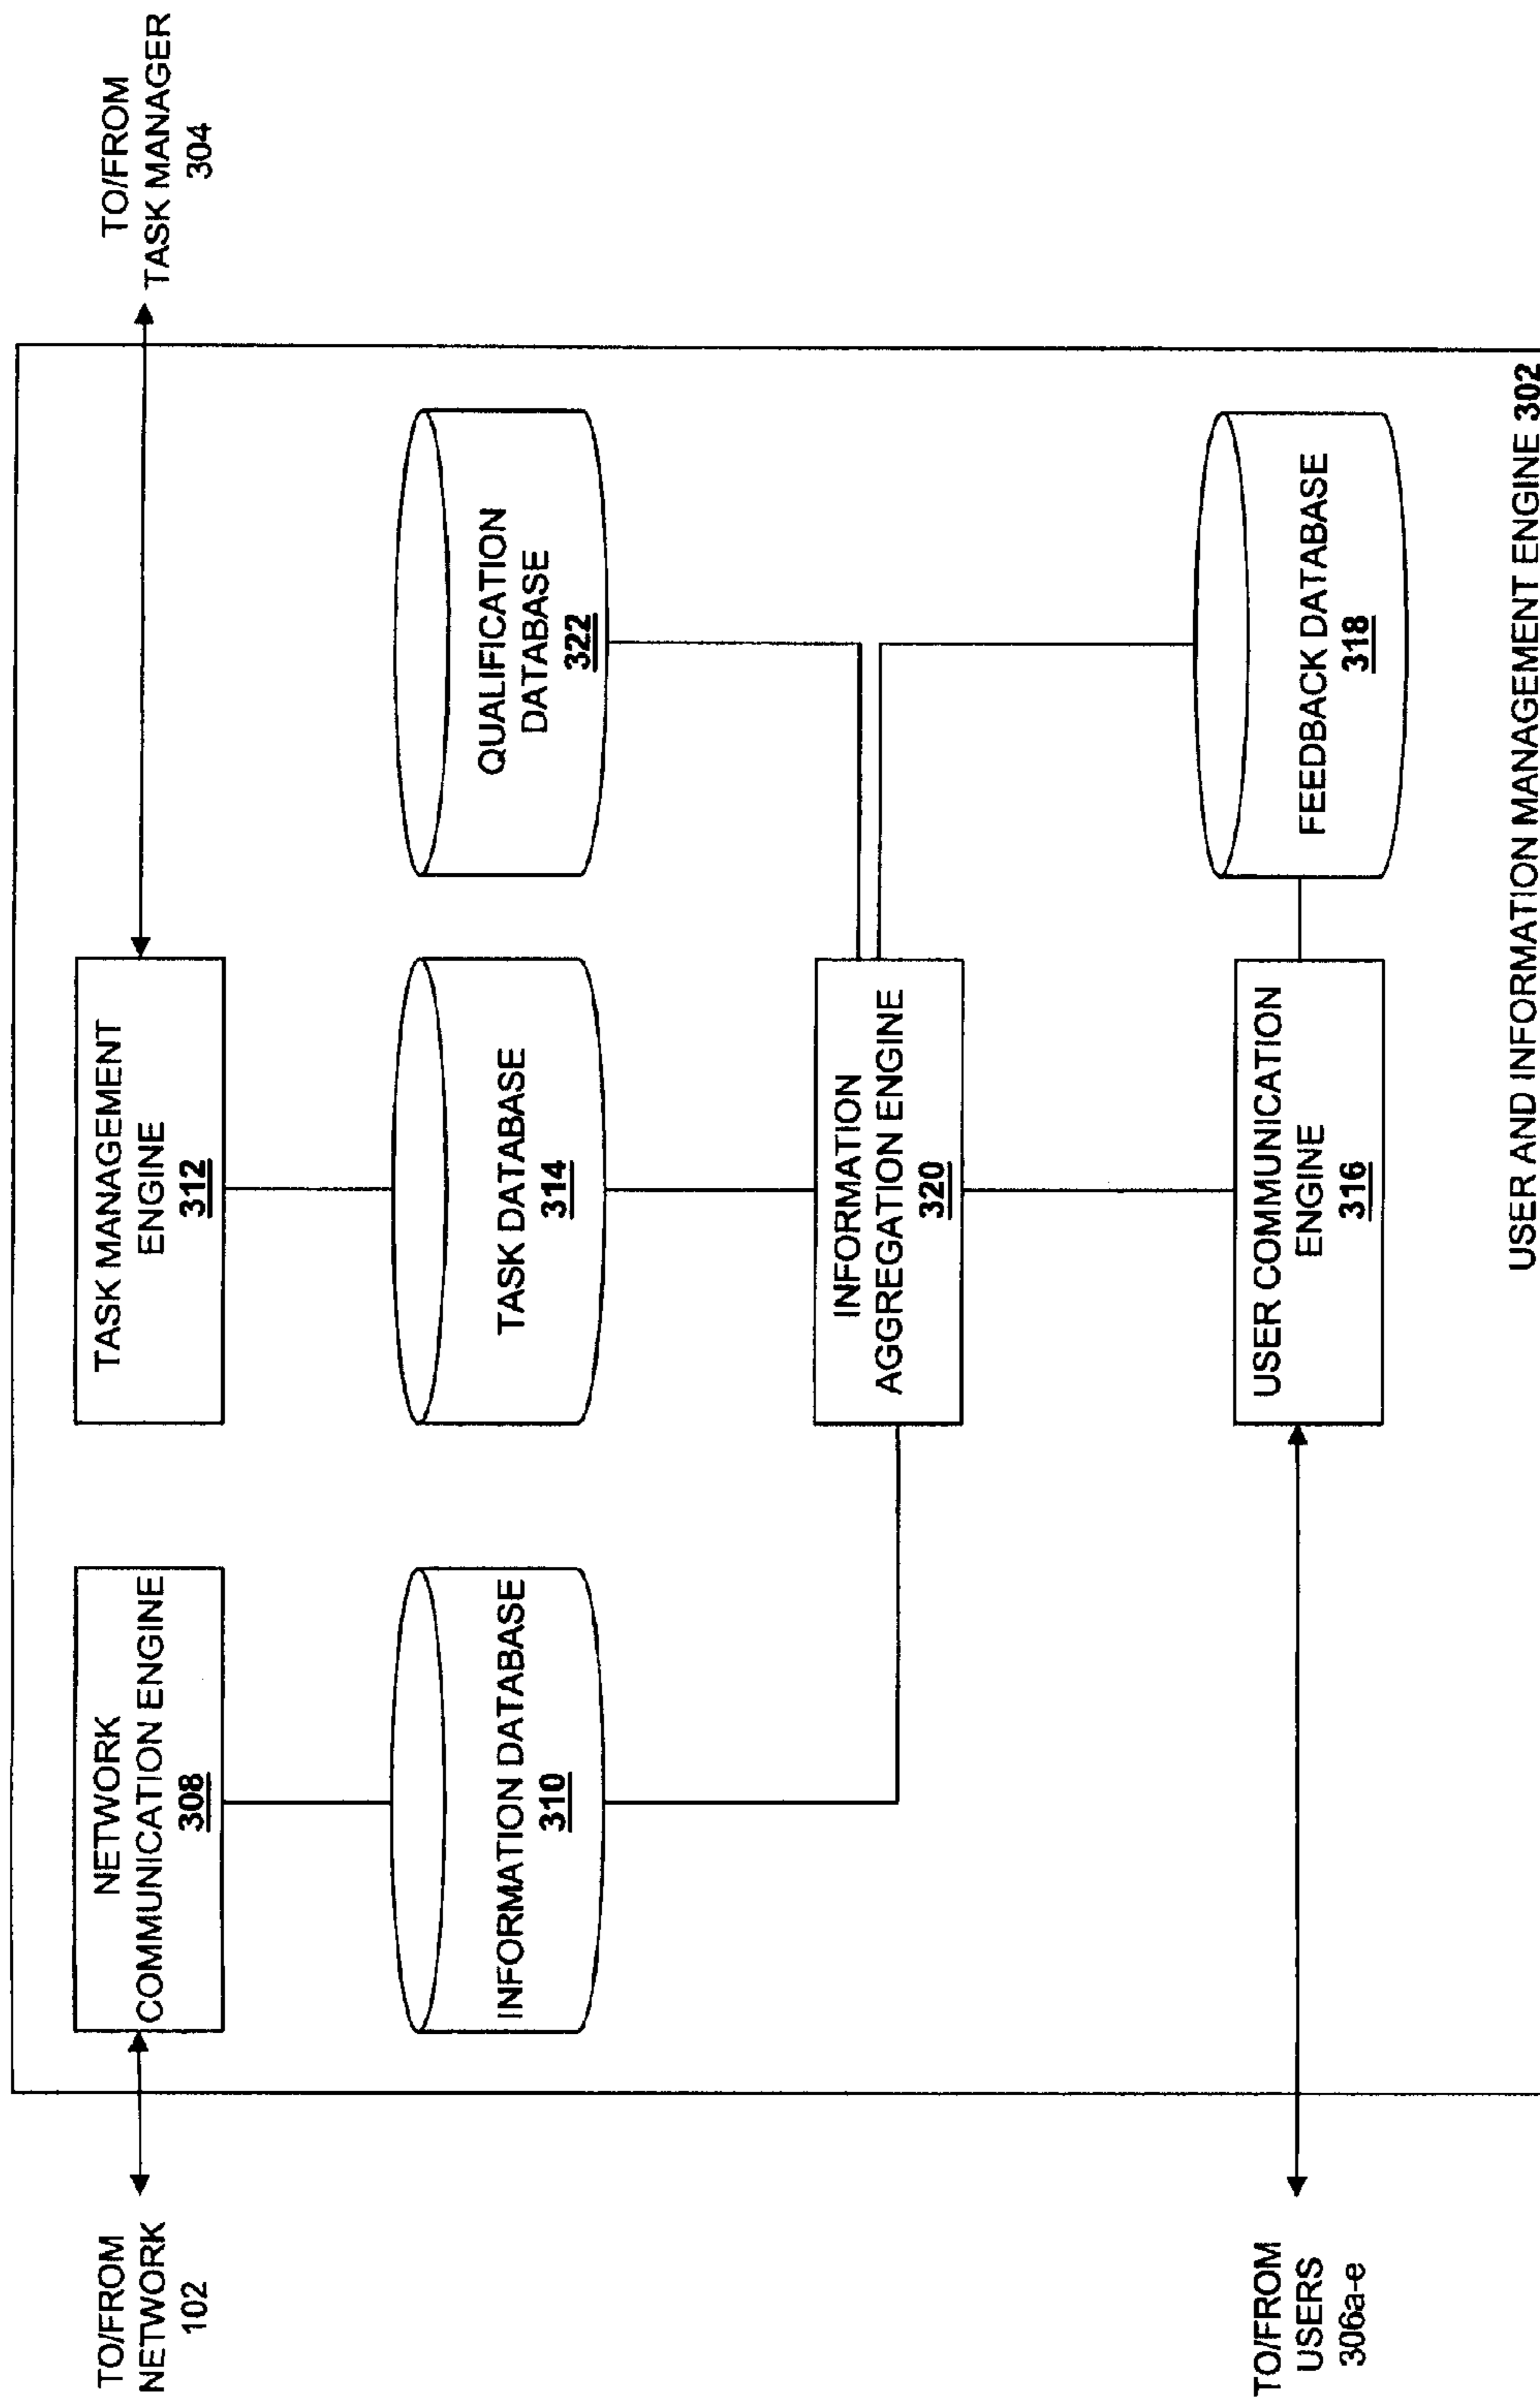 TO/FROM
NETWORK
102
NETWORK
COMMUNICATION ENGINE
308
TASK MANAGEMENT
ENGINE
312
TO/FROM
TASK MANAGER
304
INFORMATION DATABASE
310
TASK DATABASE
314
QUALIFICATION
DATABASE
322
INFORMATION
AGGREGATION ENGINE
320
TO/FROM
USERS
306a-e
USER COMMUNICATION
ENGINE
316
FEEDBACK DATABASE
318
USER AND INFORMATION MANAGEMENT ENGINE 302